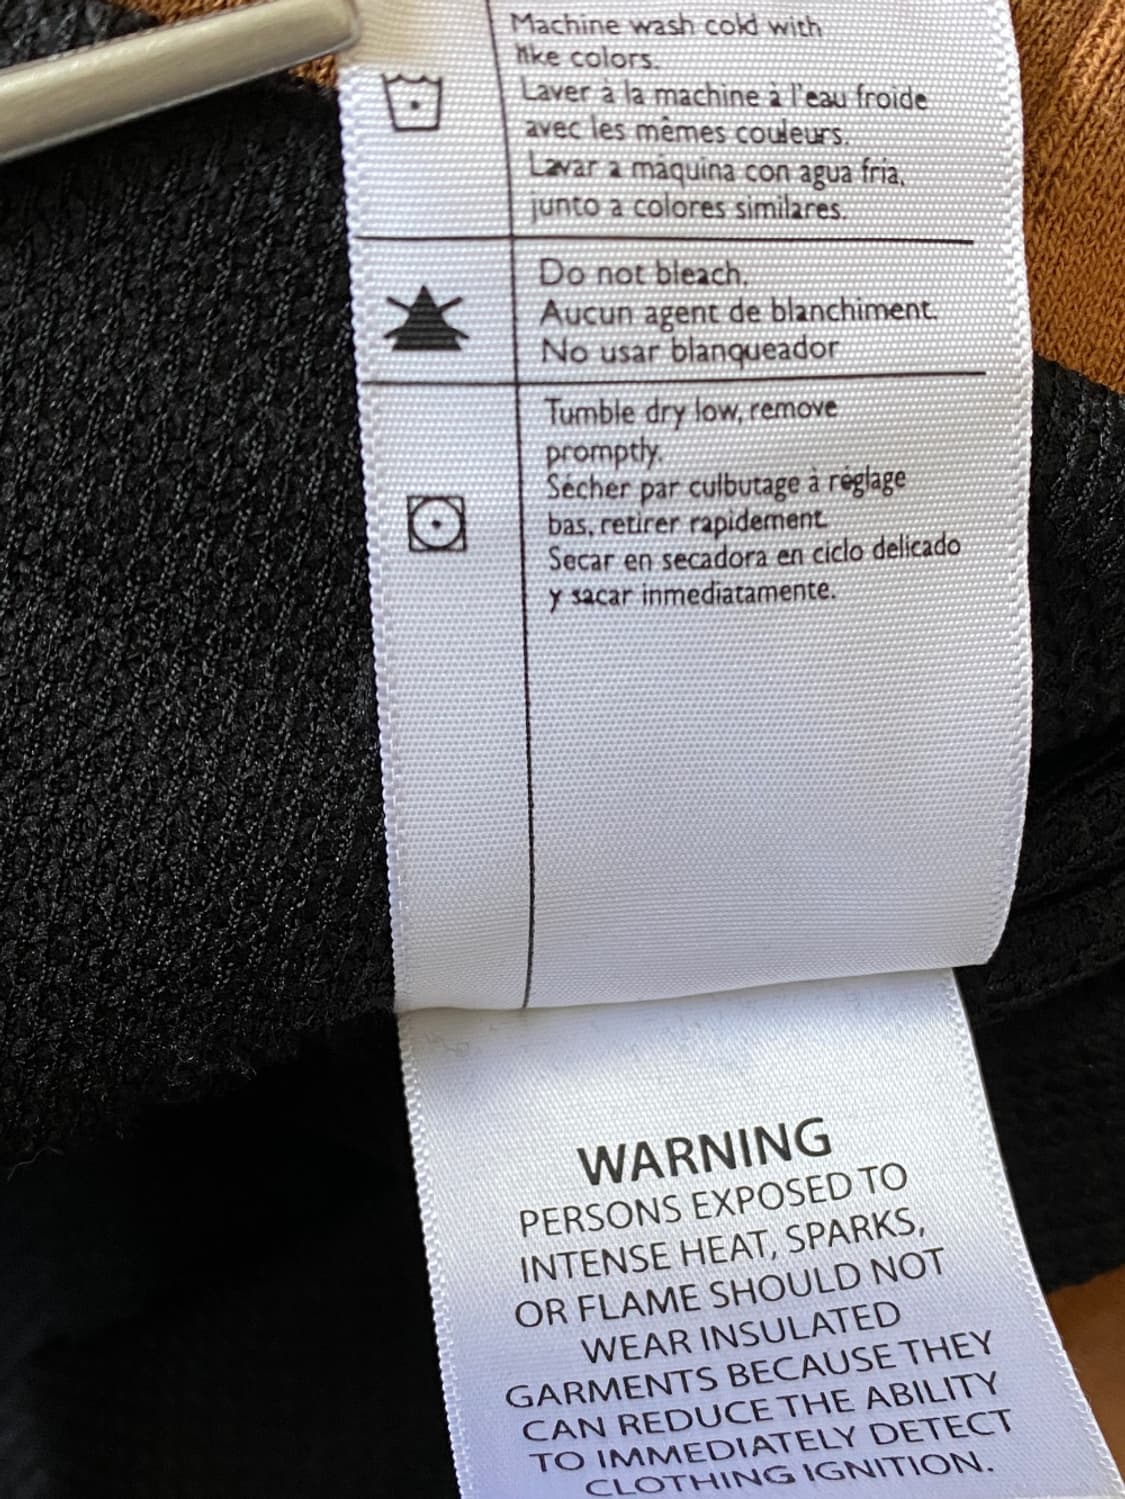 Machine wash cold with
like colors.
Laver à la machine à l'eau froide
avec les mêmes couleurs.
Lavar a máquina con agua fria,
junto a colores similares.
Do not bleach.
Aucun agent de blanchiment.
No usar blanqueador
Tumble dry low, remove
promptly.
Sécher par culbutage à réglage
bas, retirer rapidement.
Secar en secadora en ciclo delicado
y sacar inmediatamente.
WARNING
PERSONS EXPOSED TO
INTENSE HEAT, SPARKS,
OR FLAME SHOULD NOT
WEAR INSULATED
GARMENTS BECAUSE THEY
CAN REDUCE THE ABILITY
TO IMMEDIATELY DETECT
CLOTHING IGNITION.